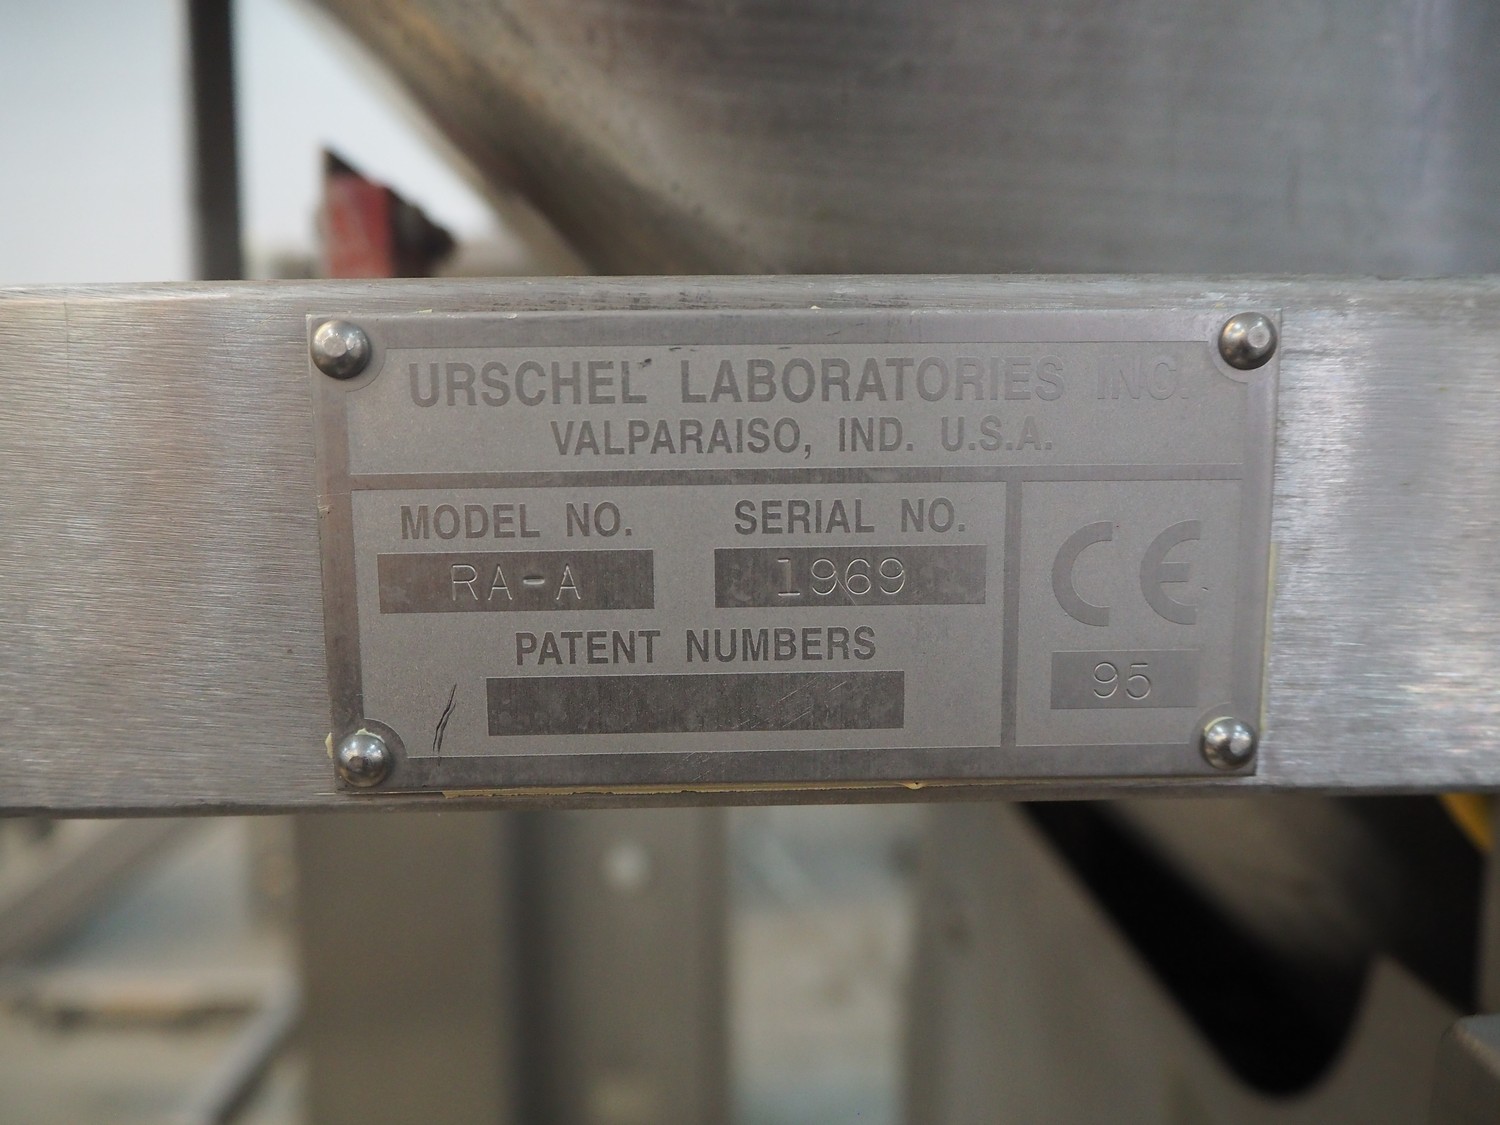 URSCHEL LABORATORIES INC.
VALPARAISO, IND. U.S.A.
MODEL NO. SERIAL NO.
RA-A 1969
PATENT NUMBERS
CE
95